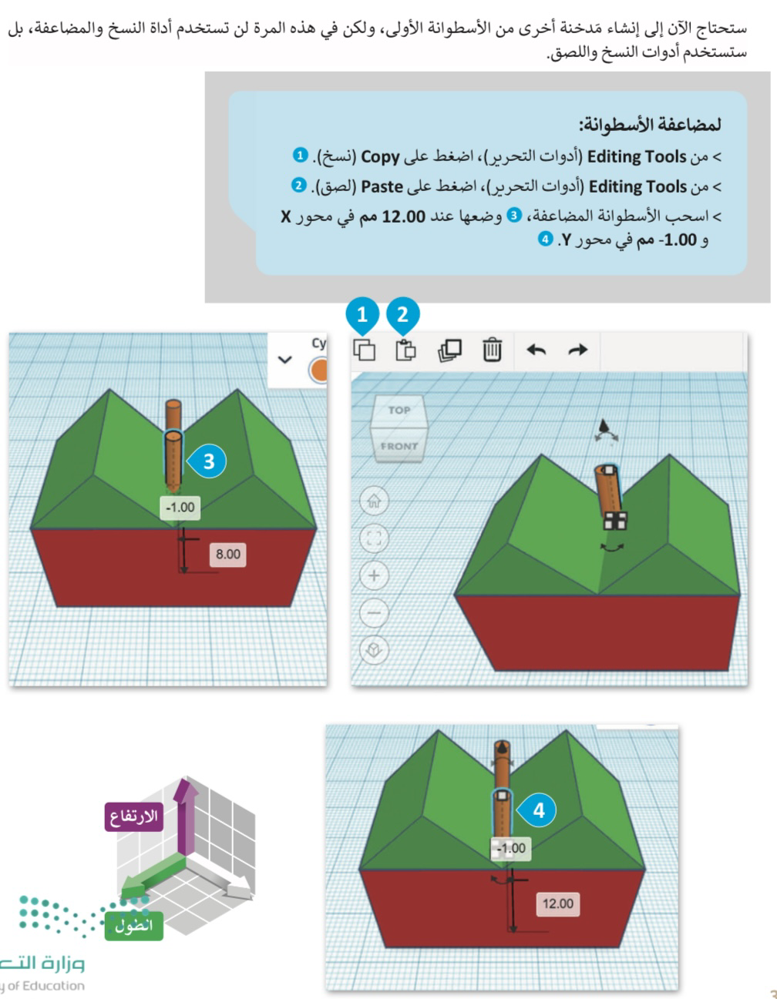 ستحتاج الآن إلى إنشاء مَدخنة أخرى من الأسطوانة الأولى، ولكن في هذه المرة لن تستخدم أداة النسخ والمضاعفة، بل
ستستخدم أدوات النسخ واللصق.
لمضاعفة الأسطوانة:
> من Editing Tools (أدوات التحرير)، اضغط على Copy (نسخ). 1
> من Editing Tools (أدوات التحرير)، اضغط على Paste (لصق). 2
> اسحب الأسطوانة المضاعفة، 3 وضعها عند 12.00 مم في محور X
و 1.00- مم في محور Y. 4
1 2
Cy
TOP
FRONT
3
-1.00
8.00
4
-1.00
12.00
الارتفاع
الطول
وزارة التع
y of Education